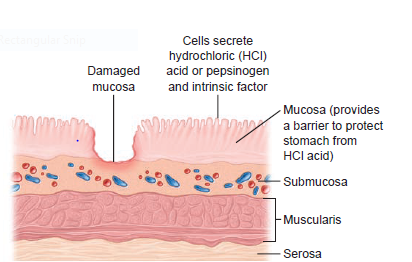 Cells secrete
hydrochloric (HCl)
acid or pepsinogen
and intrinsic factor
Damaged
mucosa
Mucosa (provides
a barrier to protect
stomach from
HCl acid)
Submucosa
Muscularis
Serosa